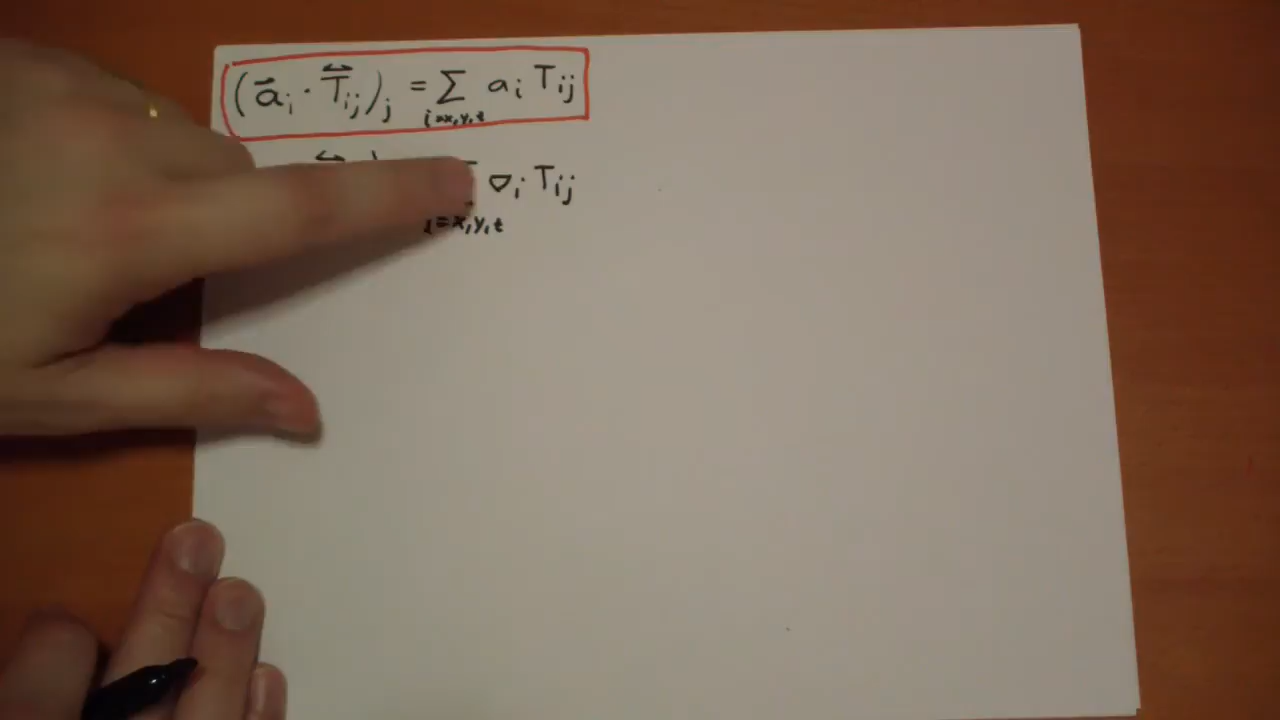 (a⃗ᵢ · T⃡ᵢⱼ)ⱼ = Σ aᵢ Tᵢⱼ
i=x,y,t
∇ᵢ Tᵢⱼ
i=x,y,t